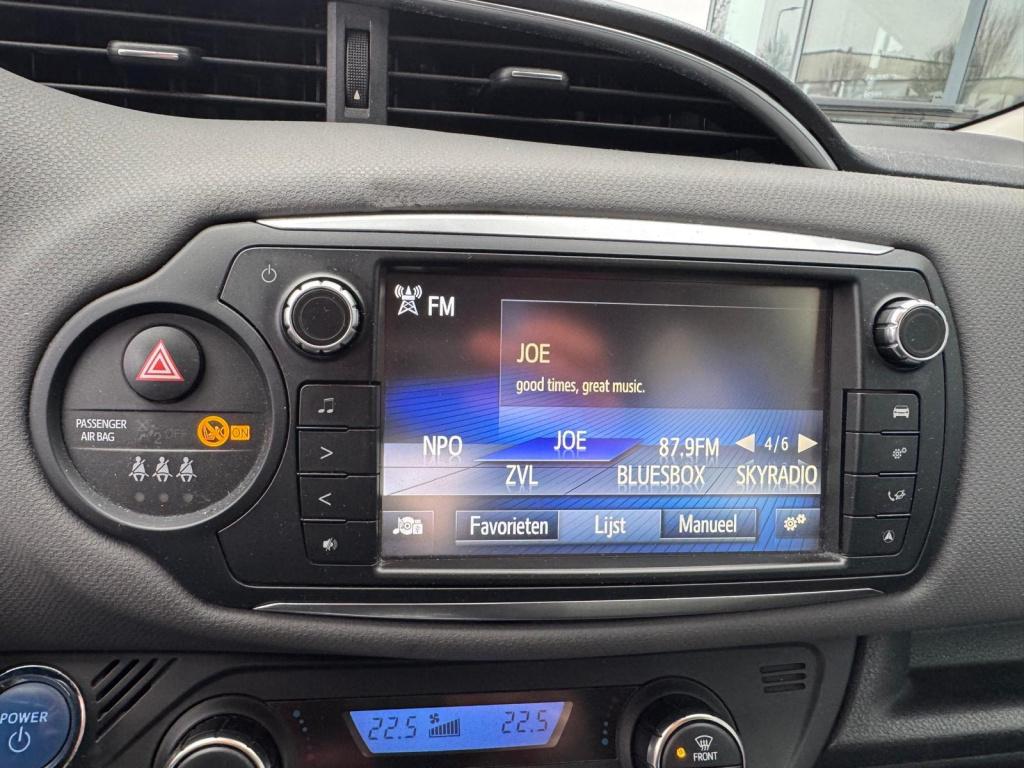 FM
JOE
good times, great music.
NPO JOE 87.9FM 4/6
ZVL BLUESBOX SKYRADIO
Favorieten Lijst Manueel
PASSENGER
AIR BAG
2 OFF ON
POWER
22.5 22.5
FRONT